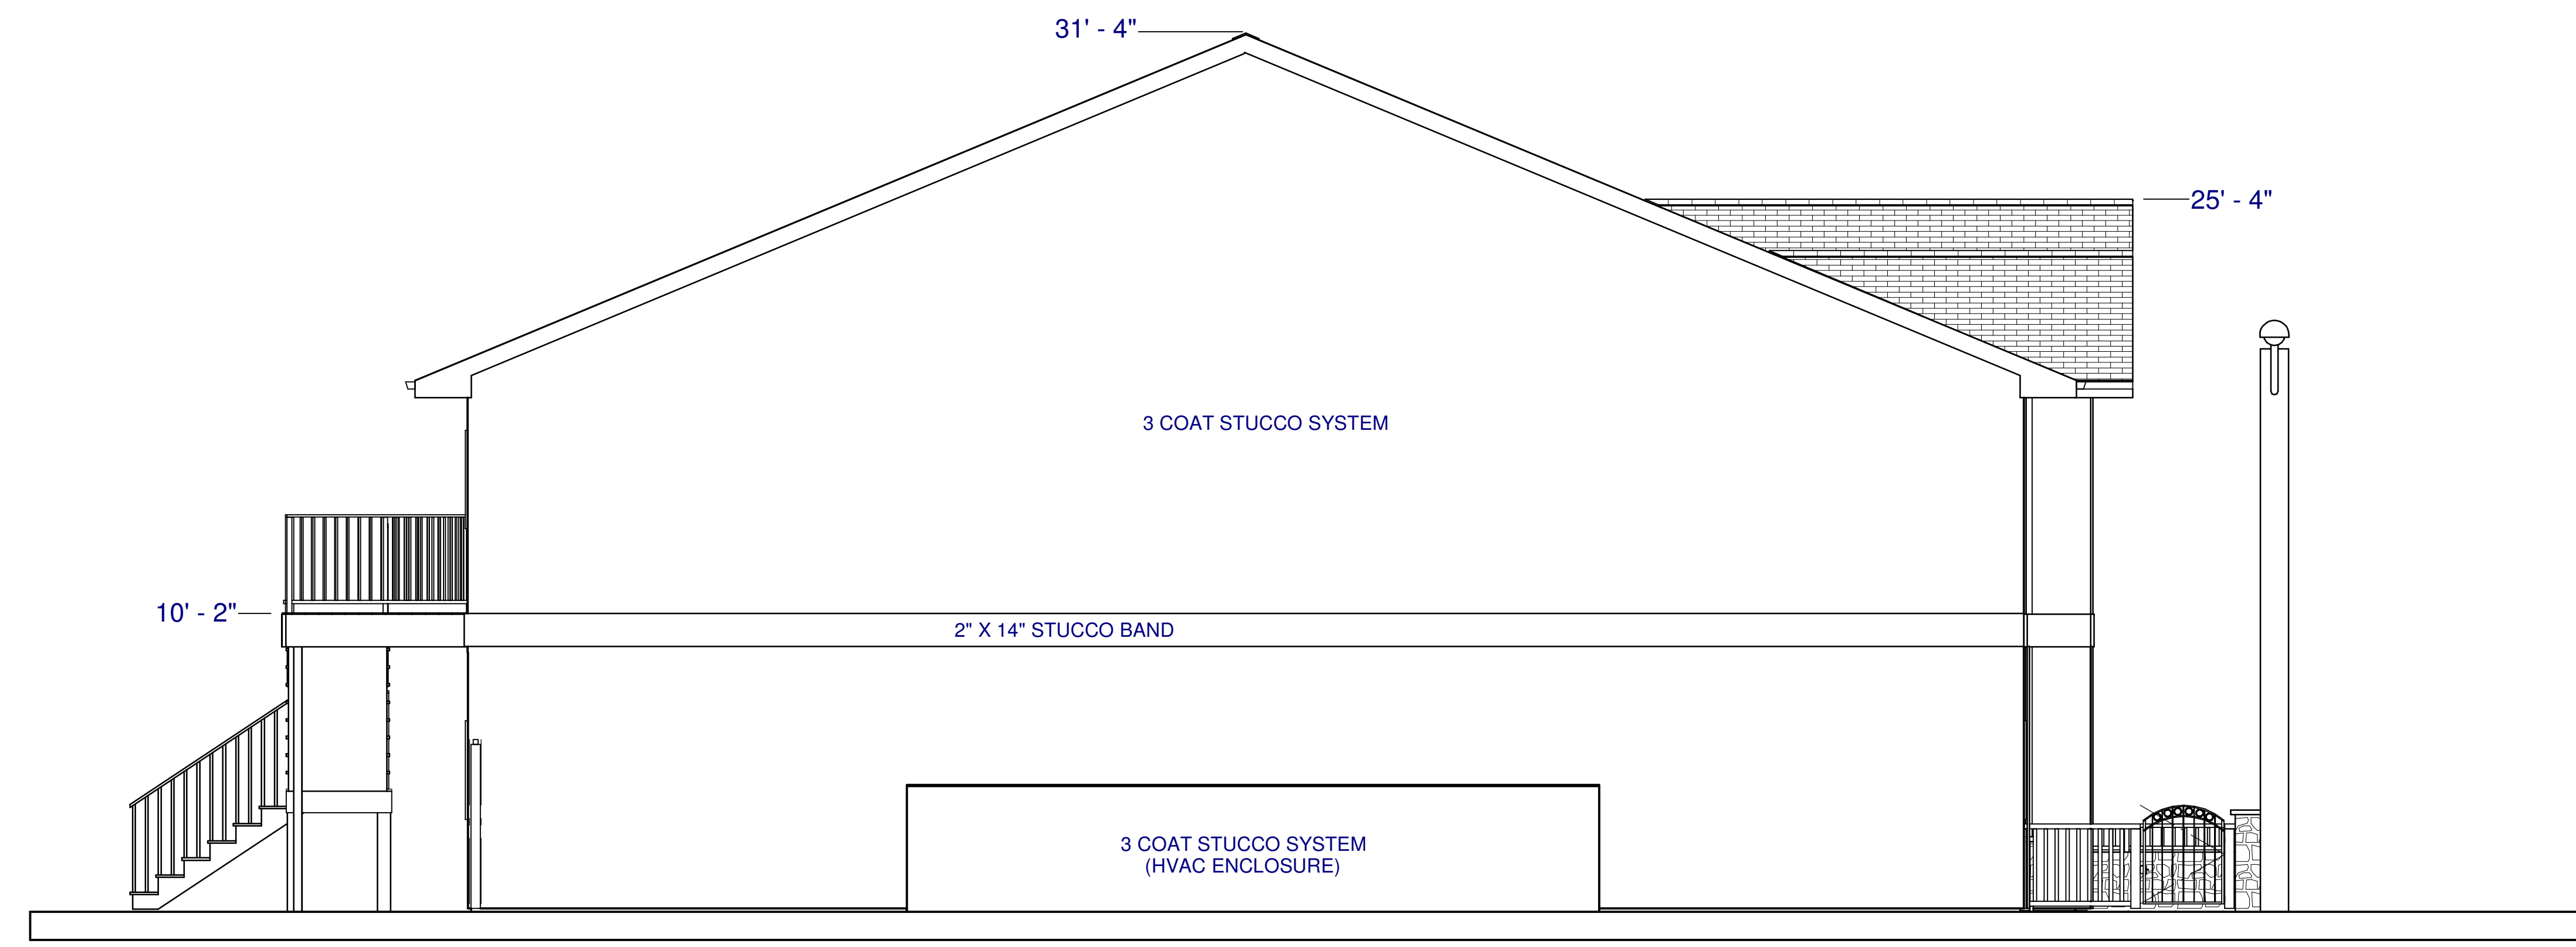 31' - 4"
25' - 4"
3 COAT STUCCO SYSTEM
10' - 2"
2" X 14" STUCCO BAND
3 COAT STUCCO SYSTEM
(HVAC ENCLOSURE)